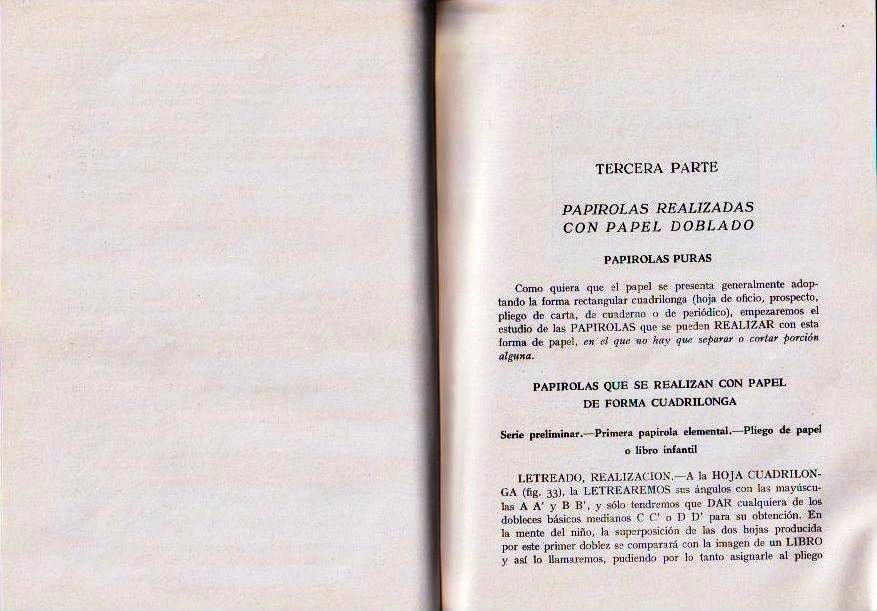 TERCERA PARTE
PAPIROLAS REALIZADAS
CON PAPEL DOBLADO
PAPIROLAS PURAS
Como quiera que el papel se presenta generalmente adop-
tando la forma rectangular cuadrilonga (hoja de oficio, prospecto,
pliego de carta, de cuaderno o de periódico), empezaremos el
estudio de las PAPIROLAS que se pueden REALIZAR con esta
forma de papel, en el que no hay que separar o cortar porción
alguna.
PAPIROLAS QUE SE REALIZAN CON PAPEL
DE FORMA CUADRILONGA
Serie preliminar.—Primera papirola elemental.—Pliego de papel
o libro infantil
LETREADO, REALIZACION.—A la HOJA CUADRILON-
GA (fig. 33), la LETREAREMOS sus ángulos con las mayúscu-
las A A' y B B', y sólo tendremos que DAR cualquiera de los
dobleces básicos medianos C C' o D D' para su obtención. En
la mente del niño, la superposición de las dos hojas producida
por este primer doblez se comparará con la imagen de un LIBRO
y así lo llamaremos, pudiendo por lo tanto asignarle al pliego